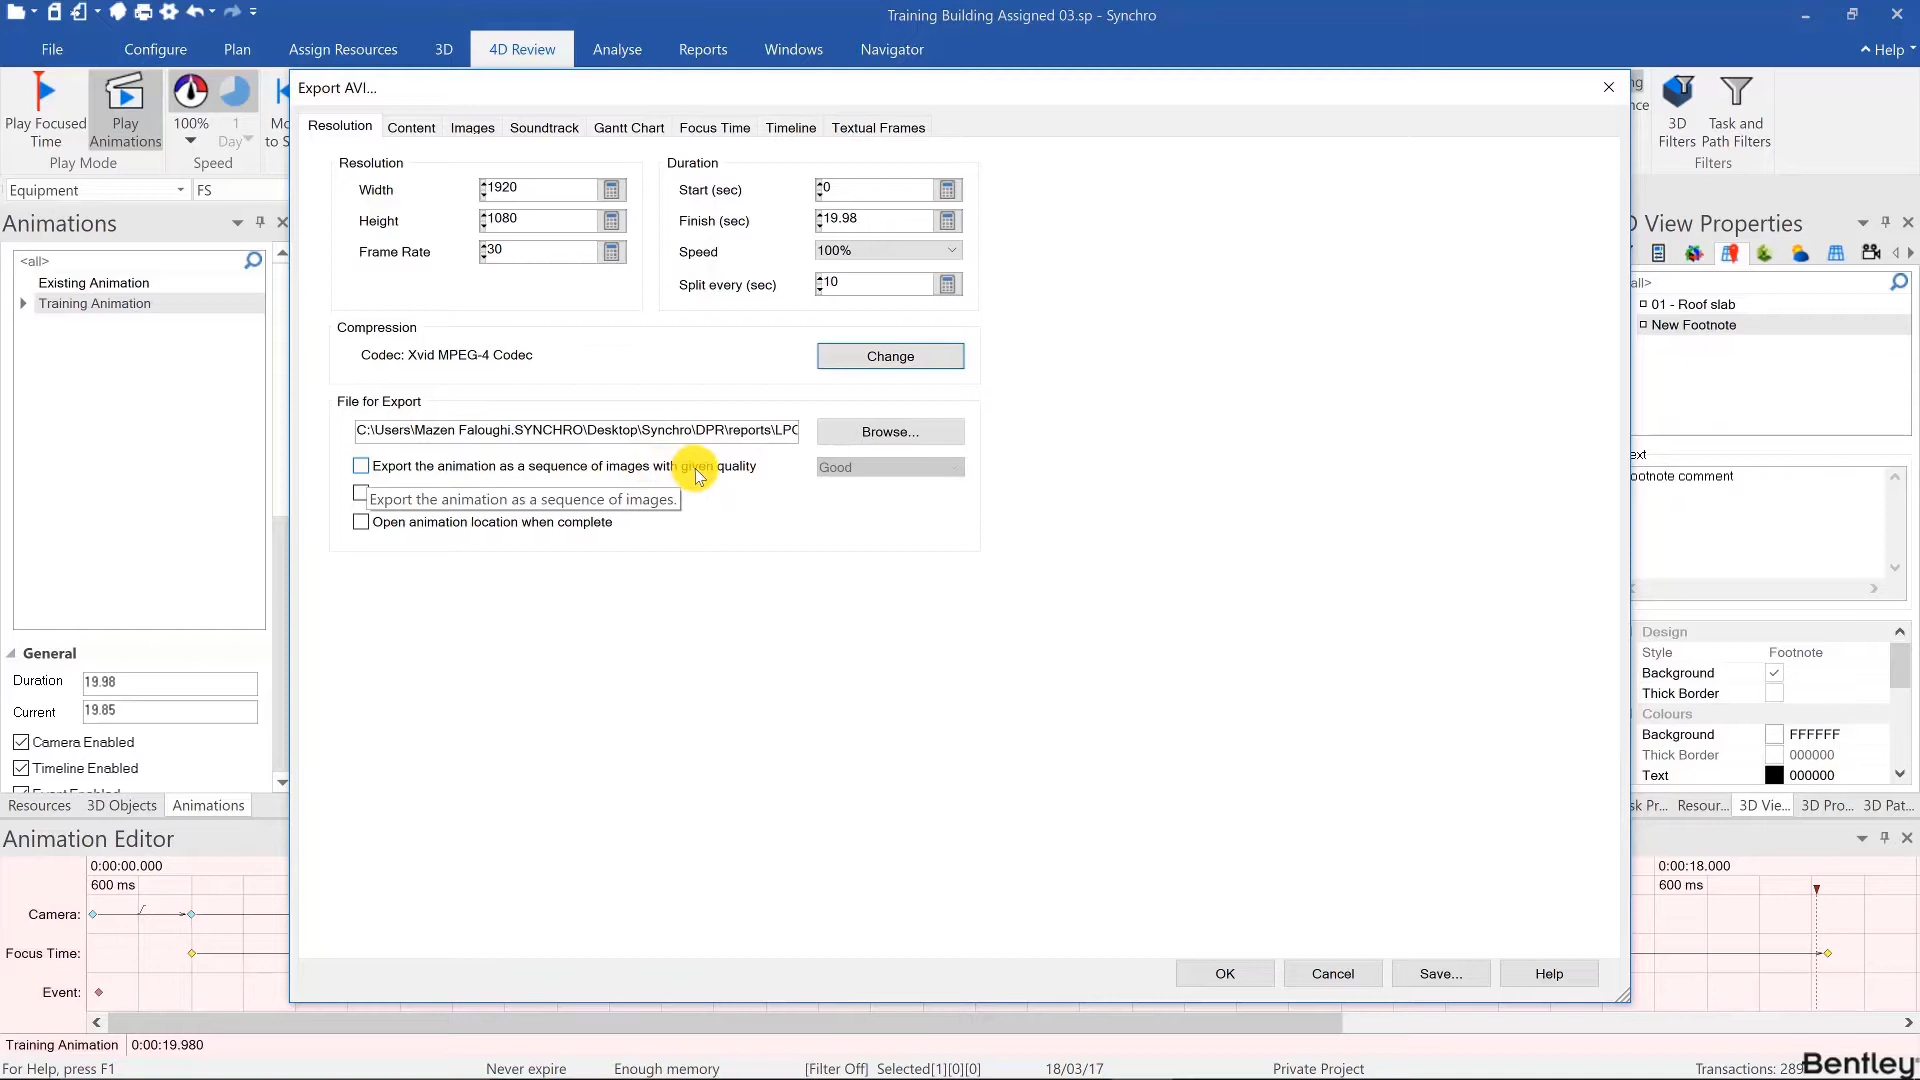 Training Building Assigned 03.sp - Synchro
File Configure Plan Assign Resources 3D 4D Review Analyse Reports Windows Navigator Help
Play Focused Time
Play Animations
100%
1 Day
Play Mode
Speed
3D Filters
Task and Path Filters
Filters
Equipment FS
Animations
<all>
Existing Animation
Training Animation
General
Duration 19.98
Current 19.85
Camera Enabled
Timeline Enabled
Resources 3D Objects Animations
Export AVI...
Resolution Content Images Soundtrack Gantt Chart Focus Time Timeline Textual Frames
Resolution
Width 1920
Height 1080
Frame Rate 30
Duration
Start (sec) 0
Finish (sec) 19.98
Speed 100%
Split every (sec) 10
Compression
Codec: Xvid MPEG-4 Codec
Change
File for Export
C:\Users\Mazen Faloughi.SYNCHRO\Desktop\Synchro\DPR\reports\LPC
Browse...
Export the animation as a sequence of images with given quality
Good
Export the animation as a sequence of images.
Open animation location when complete
OK Cancel Save... Help
D View Properties
all>
01 - Roof slab
New Footnote
ext
ootnote comment
Design
Style Footnote
Background
Thick Border
Colours
Background FFFFFF
Thick Border 000000
Text 000000
sk Pr... Resour... 3D Vie... 3D Pro... 3D Pat...
Animation Editor
0:00:00.000 0:00:18.000
600 ms 600 ms
Camera:
Focus Time:
Event:
Training Animation 0:00:19.980
For Help, press F1 Never expire Enough memory [Filter Off] Selected[1][0][0] 18/03/17 Private Project Transactions: 289
Bentley